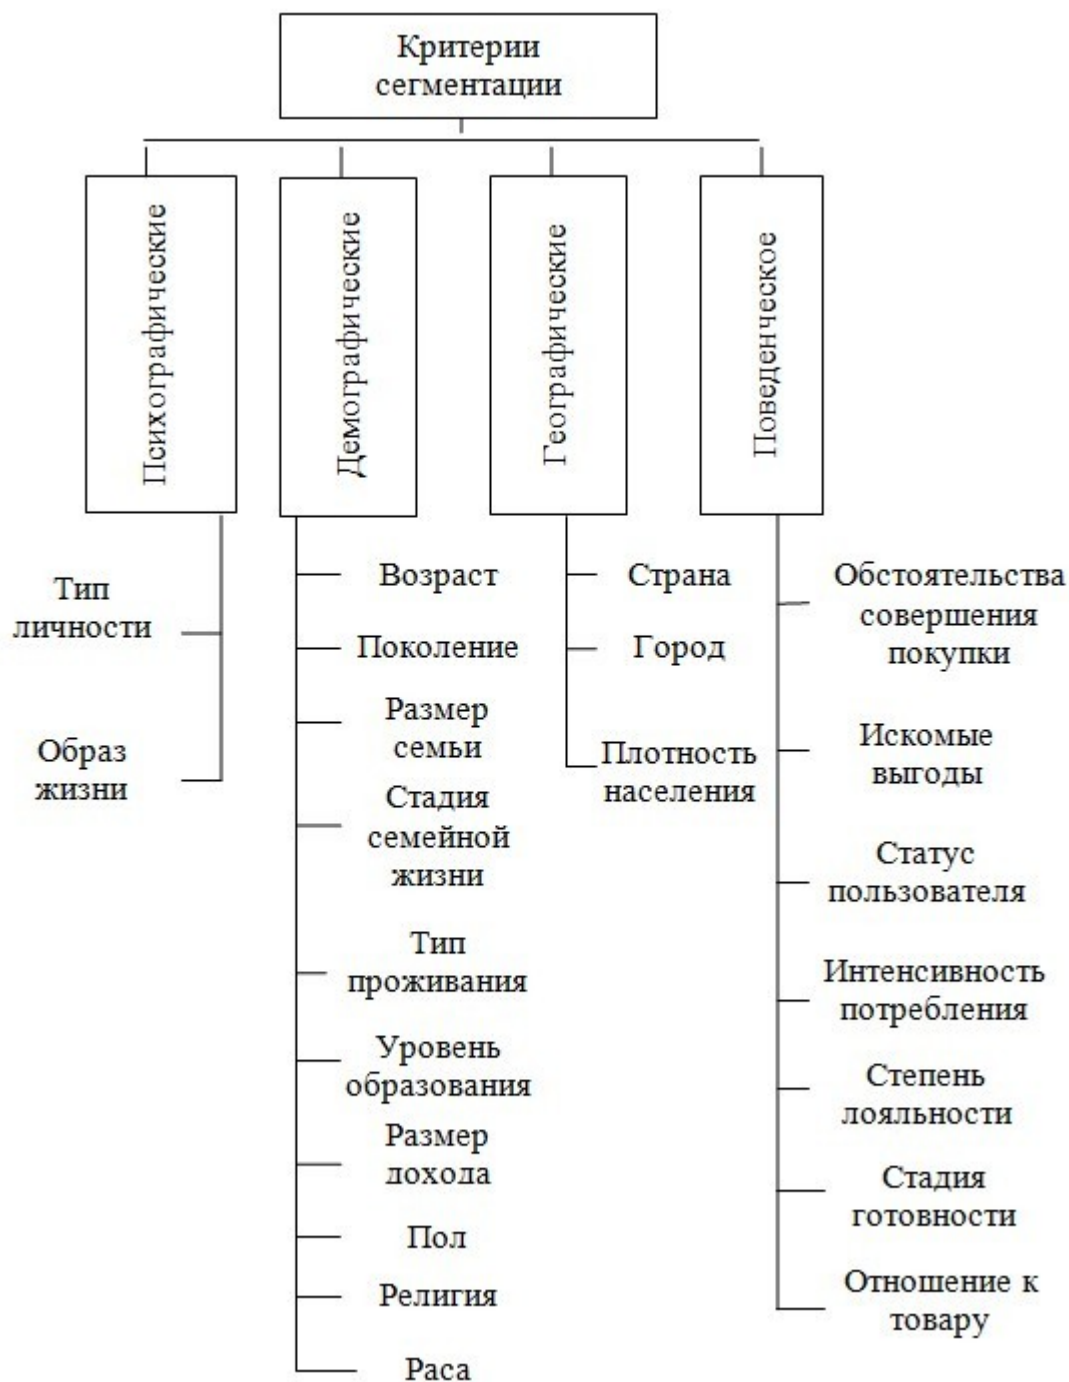 Критерии
сегментации
Психографические
Демографические
Географические
Поведенческое
Тип
личности
Образ
жизни
Возраст
Поколение
Размер
семьи
Стадия
семейной
жизни
Тип
проживания
Уровень
образования
Размер
дохода
Пол
Религия
Раса
Страна
Город
Плотность
населения
Обстоятельства
совершения
покупки
Искомые
выгоды
Статус
пользователя
Интенсивность
потребления
Степень
лояльности
Стадия
готовности
Отношение к
товару